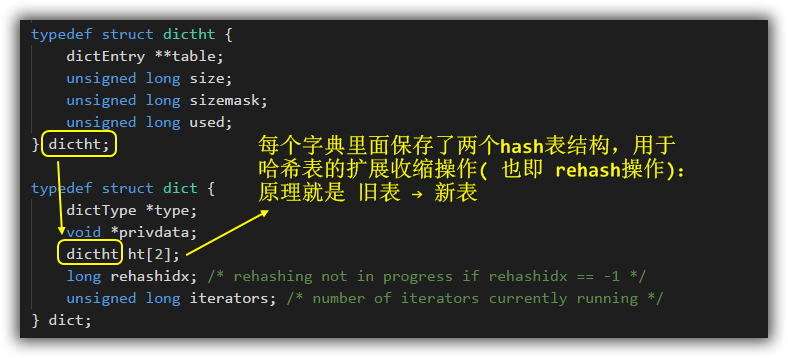 typedef struct dictht {
dictEntry **table;
unsigned long size;
unsigned long sizemask;
unsigned long used;
} dictht;
每个字典里面保存了两个hash表结构，用于
哈希表的扩展收缩操作( 也即 rehash操作)：
原理就是 旧表 → 新表
typedef struct dict {
dictType *type;
void *privdata;
dictht ht[2];
long rehashidx; /* rehashing not in progress if rehashidx == -1 */
unsigned long iterators; /* number of iterators currently running */
} dict;